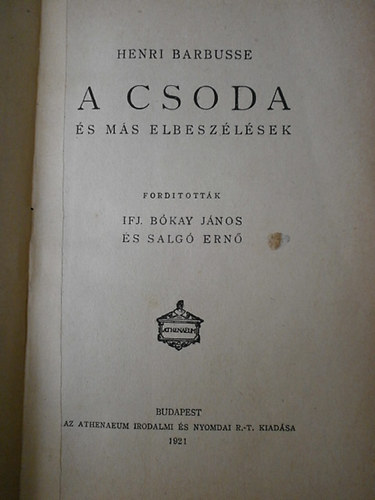 HENRI BARBUSSE
A CSODA
ÉS MÁS ELBESZÉLÉSEK
FORDITOTTÁK
IFJ. BÓKAY JÁNOS
ÉS SALGÓ ERNŐ
ATHENAEUM
BUDAPEST
AZ ATHENAEUM IRODALMI ÉS NYOMDAI R.-T. KIADÁSA
1921